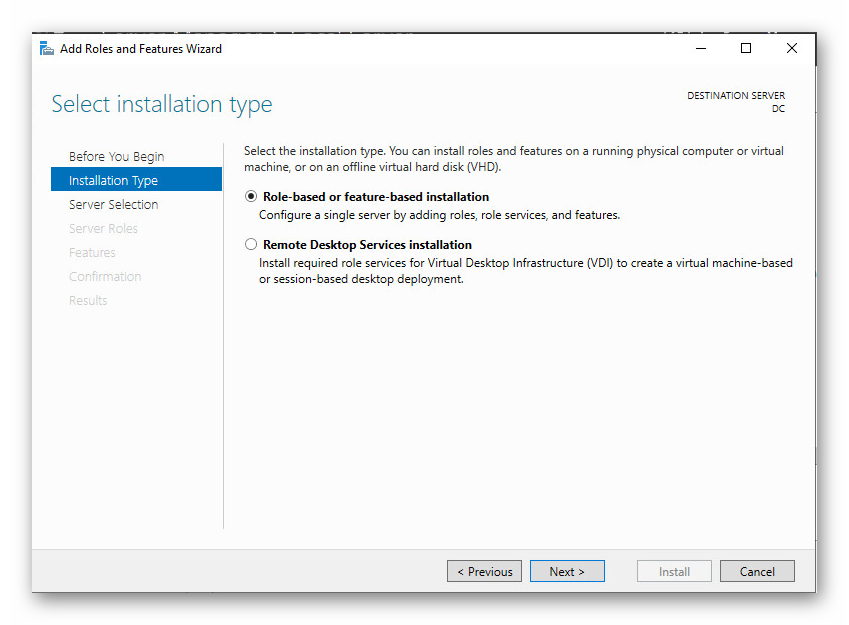 Add Roles and Features Wizard
Select installation type
DESTINATION SERVER
DC
Before You Begin
Installation Type
Server Selection
Server Roles
Features
Confirmation
Results
Select the installation type. You can install roles and features on a running physical computer or virtual
machine, or on an offline virtual hard disk (VHD).
Role-based or feature-based installation
Configure a single server by adding roles, role services, and features.
Remote Desktop Services installation
Install required role services for Virtual Desktop Infrastructure (VDI) to create a virtual machine-based
or session-based desktop deployment.
< Previous
Next >
Install
Cancel